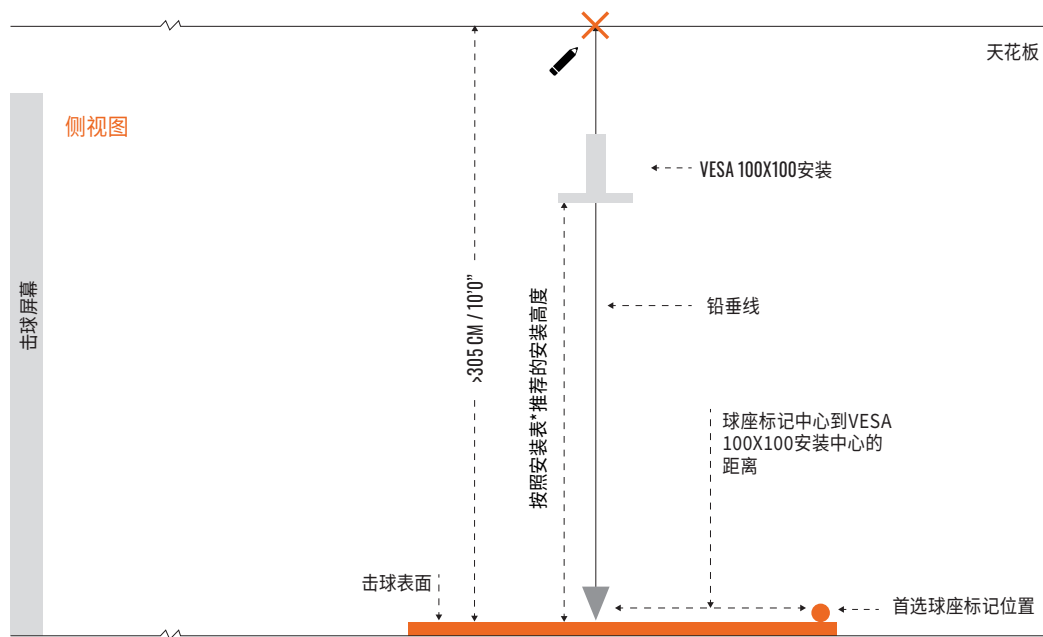 天花板
侧视图
VESA 100X100安装
击球屏幕
>305 CM / 10'0”
按照安装表*推荐的安装高度
铅垂线
球座标记中心到VESA
100X100安装中心的
距离
击球表面
首选球座标记位置